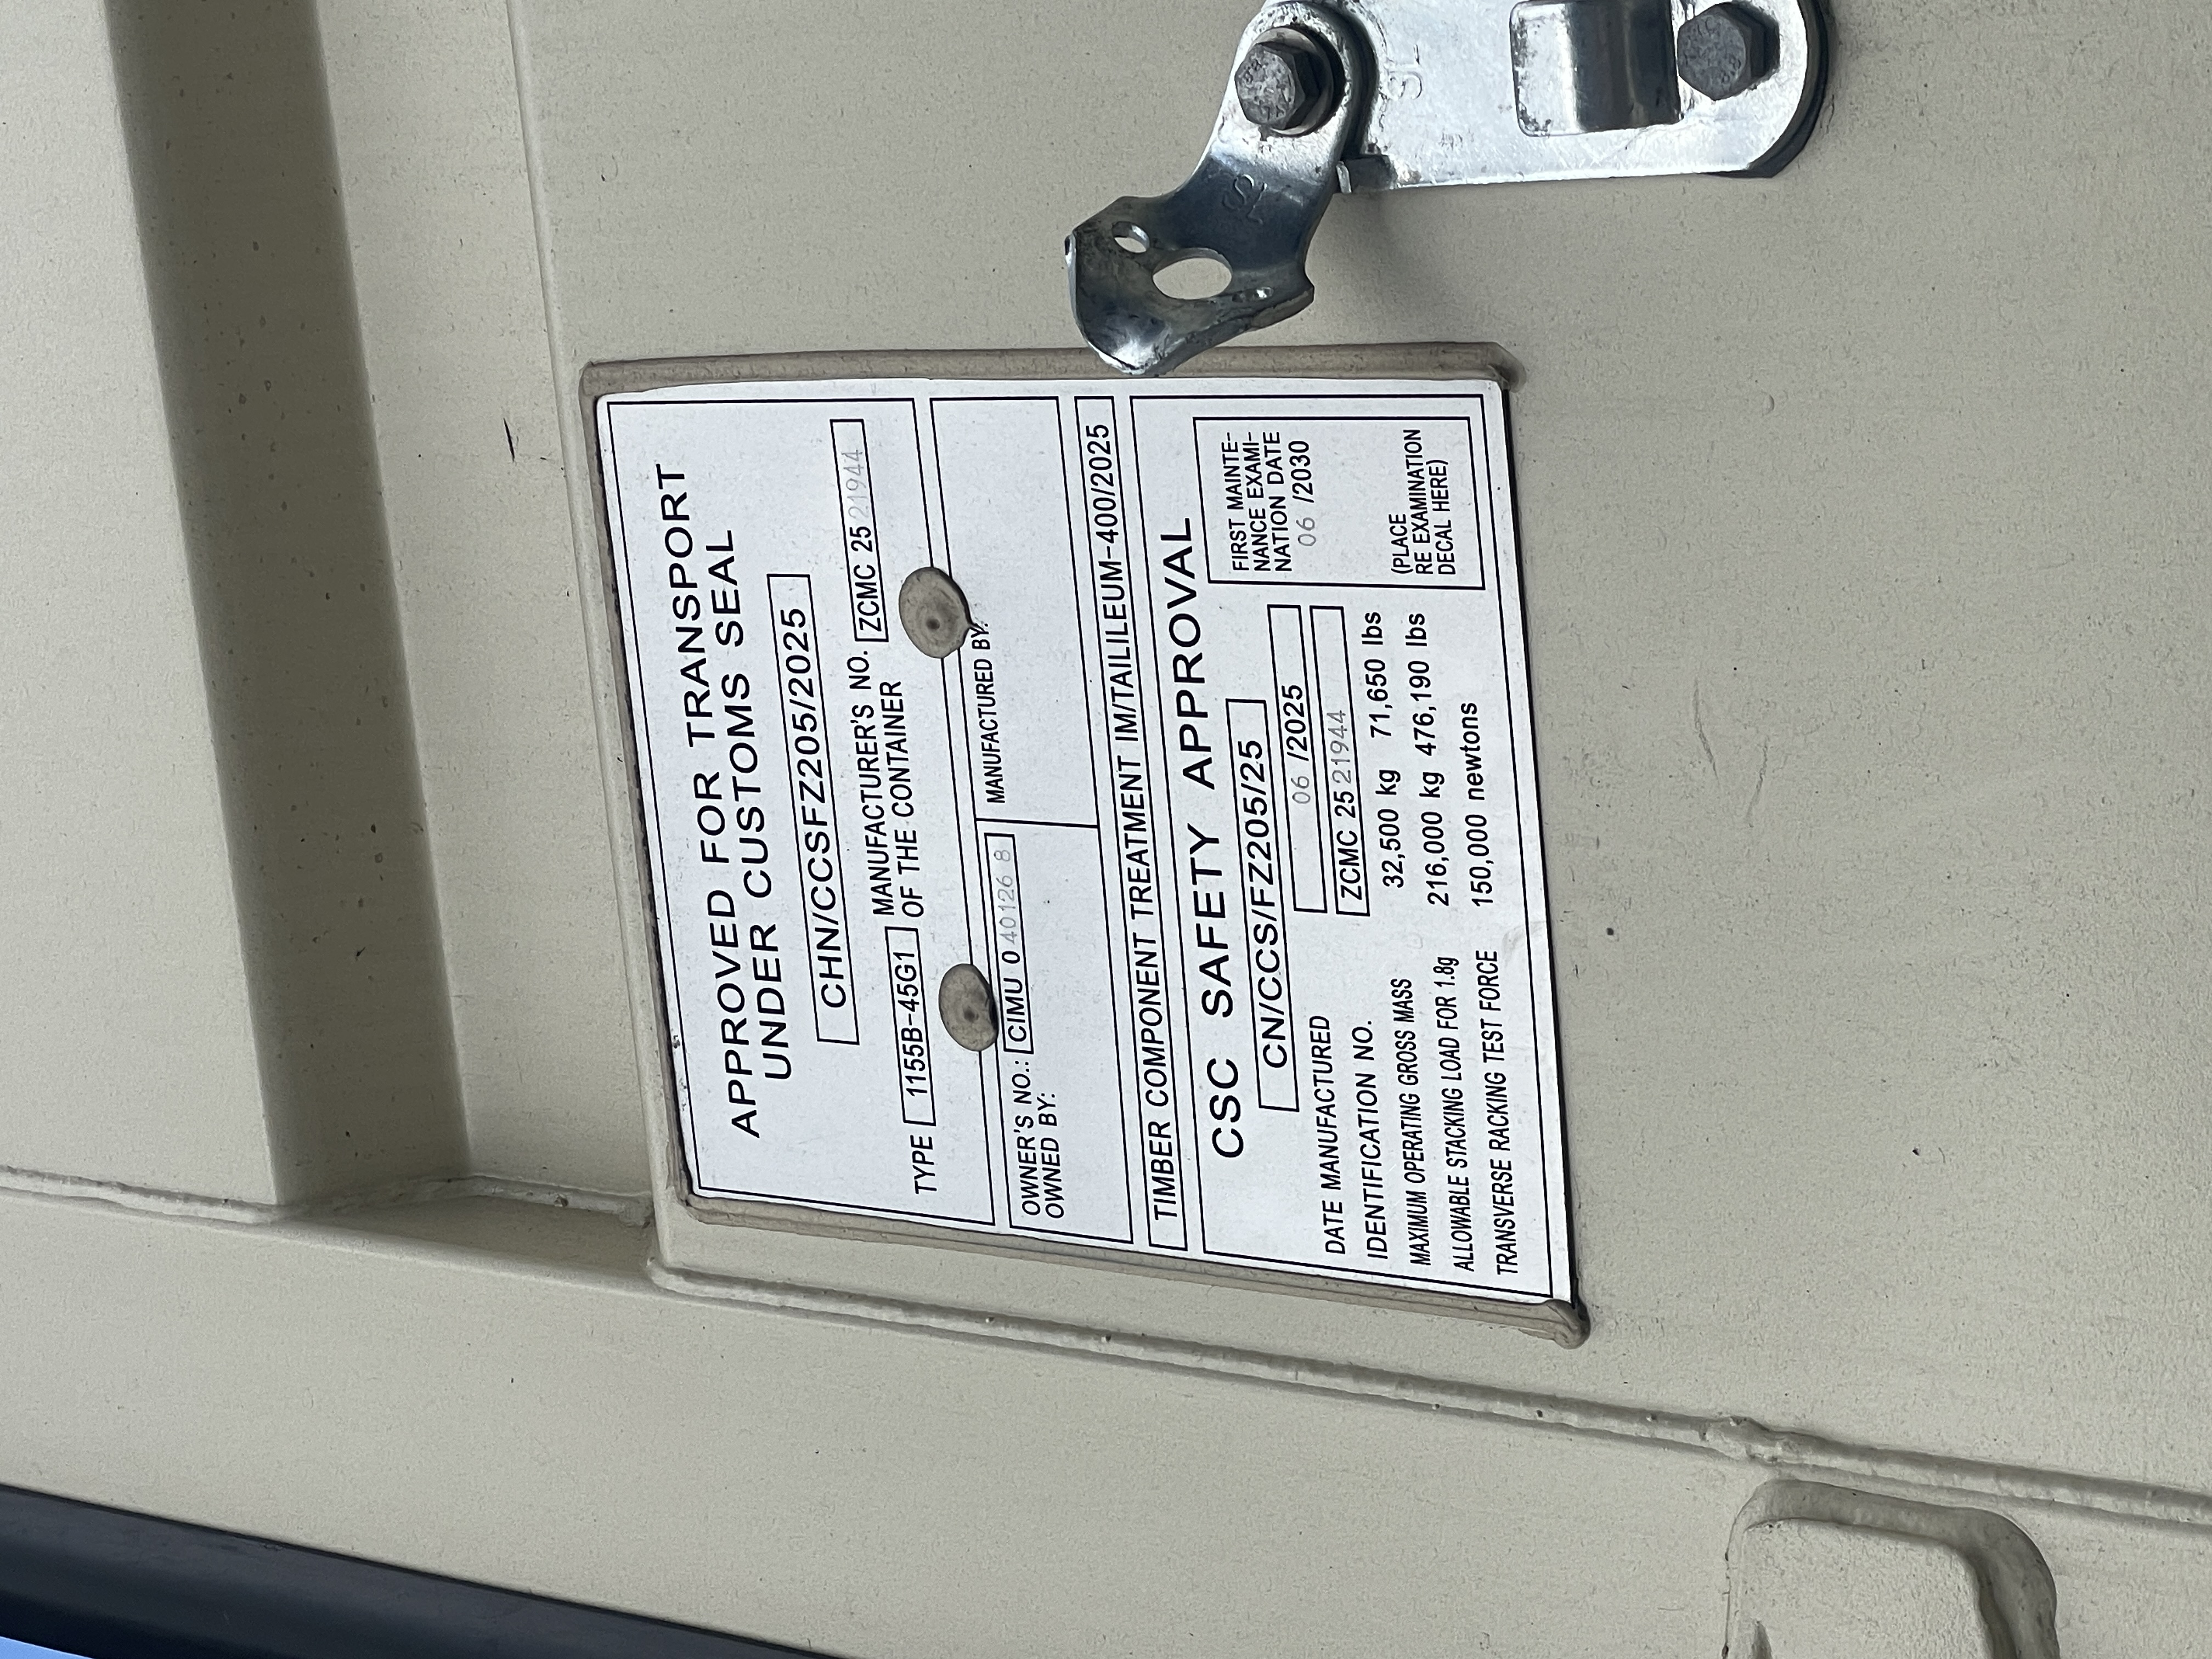 APPROVED FOR TRANSPORT
UNDER CUSTOMS SEAL
CHN/CCSFZ205/2025
TYPE 1155B-45G1 MANUFACTURER'S NO. OF THE CONTAINER ZCMC 25 21944
OWNER'S NO.: CIMU 0 40126 8
OWNED BY:
MANUFACTURED BY:
TIMBER COMPONENT TREATMENT IM/TAILILEUM-400/2025
CSC SAFETY APPROVAL
CN/CCS/FZ205/25
DATE MANUFACTURED 06 /2025
IDENTIFICATION NO. ZCMC 25 21944
MAXIMUM OPERATING GROSS MASS 32,500 kg 71,650 lbs
ALLOWABLE STACKING LOAD FOR 1.8g 216,000 kg 476,190 lbs
TRANSVERSE RACKING TEST FORCE 150,000 newtons
FIRST MAINTE-
NANCE EXAMI-
NATION DATE
06 /2030
(PLACE
RE EXAMINATION
DECAL HERE)
SL
SL